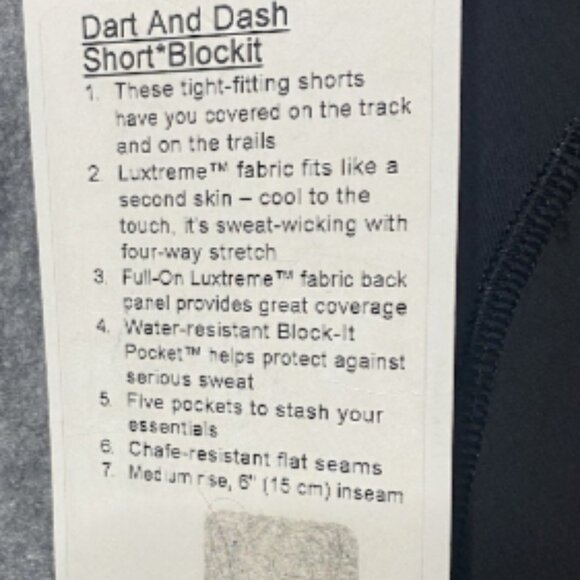 Dart And Dash
Short*Blockit
1. These tight-fitting shorts
have you covered on the track
and on the trails
2. Luxtreme™ fabric fits like a
second skin – cool to the
touch, it's sweat-wicking with
four-way stretch
3. Full-On Luxtreme™ fabric back
panel provides great coverage
4. Water-resistant Block-It
Pocket™ helps protect against
serious sweat
5. Five pockets to stash your
essentials
6. Chafe-resistant flat seams
7. Medium rise, 6" (15 cm) inseam